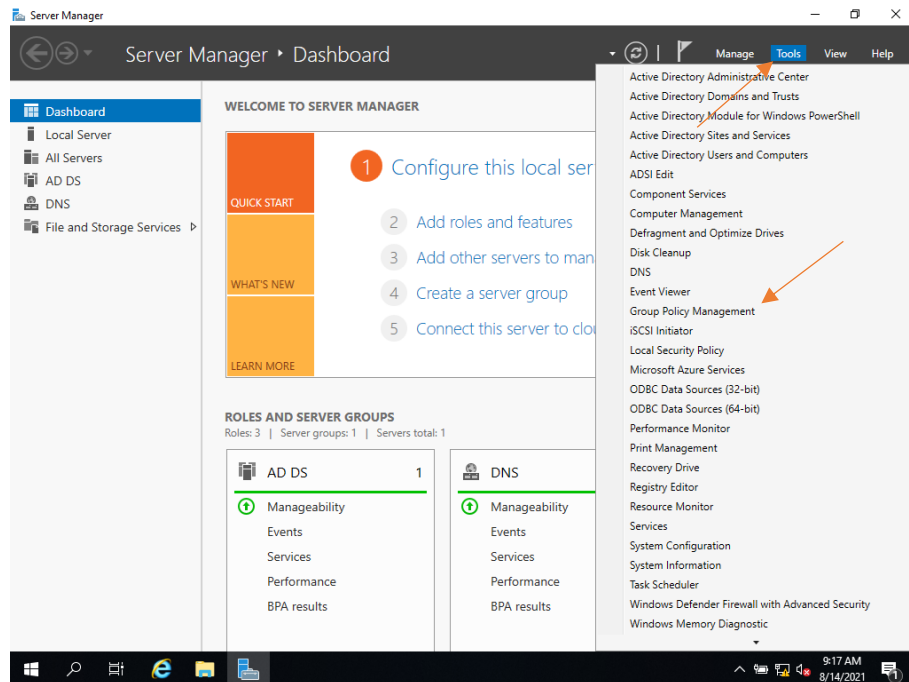 Server Manager
Server Manager ‣ Dashboard
Manage Tools View Help
Dashboard
Local Server
All Servers
AD DS
DNS
File and Storage Services
WELCOME TO SERVER MANAGER
QUICK START
WHAT'S NEW
LEARN MORE
1 Configure this local ser
2 Add roles and features
3 Add other servers to man
4 Create a server group
5 Connect this server to clou
ROLES AND SERVER GROUPS
Roles: 3 | Server groups: 1 | Servers total: 1
AD DS 1
Manageability
Events
Services
Performance
BPA results
DNS
Manageability
Events
Services
Performance
BPA results
Active Directory Administrative Center
Active Directory Domains and Trusts
Active Directory Module for Windows PowerShell
Active Directory Sites and Services
Active Directory Users and Computers
ADSI Edit
Component Services
Computer Management
Defragment and Optimize Drives
Disk Cleanup
DNS
Event Viewer
Group Policy Management
iSCSI Initiator
Local Security Policy
Microsoft Azure Services
ODBC Data Sources (32-bit)
ODBC Data Sources (64-bit)
Performance Monitor
Print Management
Recovery Drive
Registry Editor
Resource Monitor
Services
System Configuration
System Information
Task Scheduler
Windows Defender Firewall with Advanced Security
Windows Memory Diagnostic
9:17 AM
8/14/2021
1